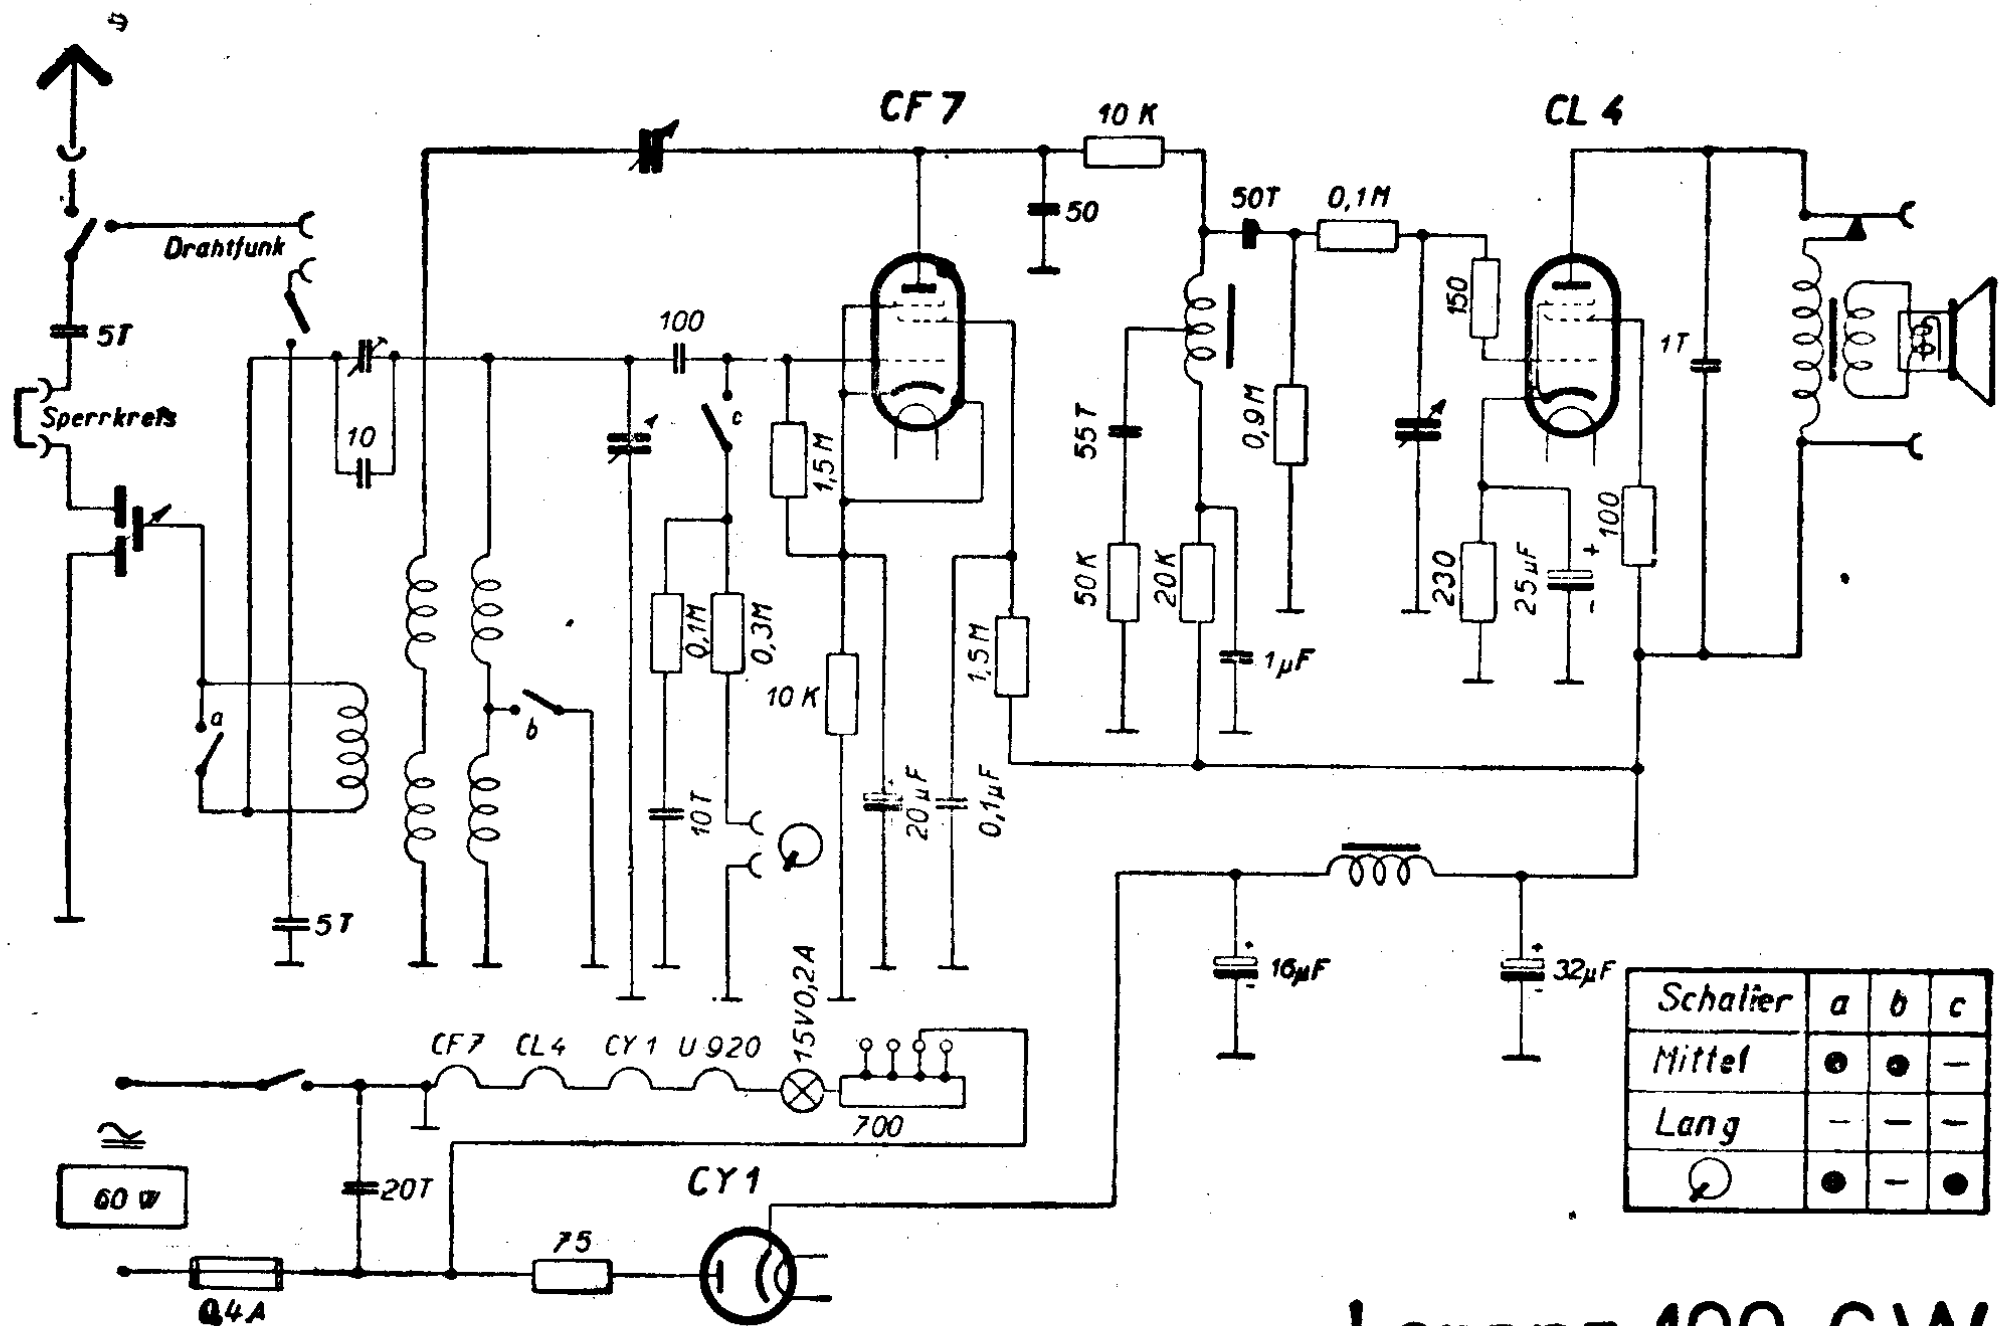 CF 7
CL 4
10 K
50T
0,1M
50
Drahtfunk
5T
100
150
1T
Sperrkreis
10
c
1,5M
55T
0,9M
100
0,1M
0,3M
50K
20K
230
25µF
+
-
10 K
1,5M
1µF
a
b
10T
20µF
0,1µF
5T
+
16µF
-
+
32µF
-
15V0,2A
CF7 CL4 CY1 U920
700
60 W
20T
CY1
75
0,4A
Schalter a b c
Mittel ● ● –
Lang – – –
● – ●